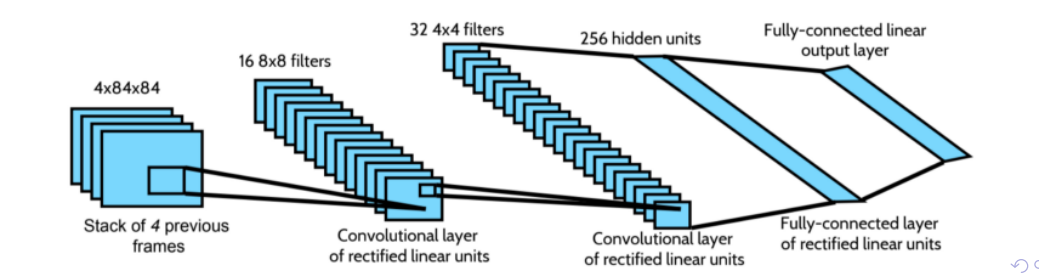 4x84x84
Stack of 4 previous
frames
16 8x8 filters
Convolutional layer
of rectified linear units
32 4x4 filters
Convolutional layer
of rectified linear units
256 hidden units
Fully-connected layer
of rectified linear units
Fully-connected linear
output layer